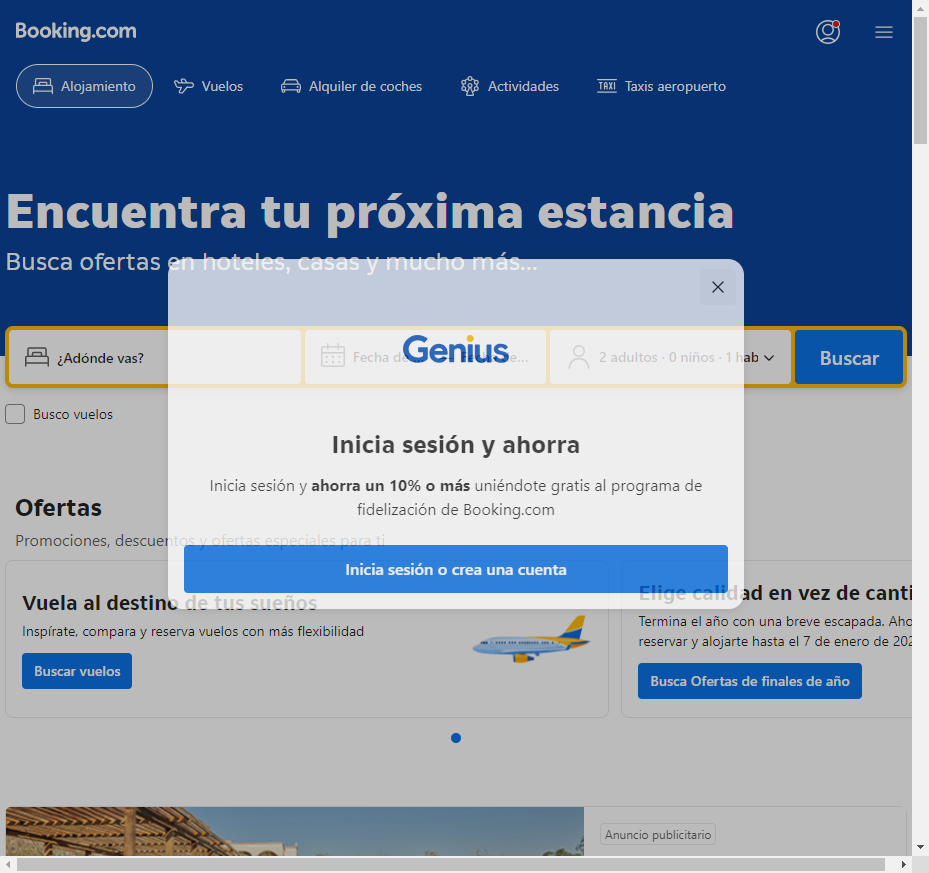 Booking.com
Alojamiento
Vuelos
Alquiler de coches
Actividades
TAXI Taxis aeropuerto
Encuentra tu próxima estancia
Busca ofertas en hoteles, casas y mucho más...
¿Adónde vas?
Fecha de
2 adultos · 0 niños · 1 hab
Buscar
Genius
Busco vuelos
Inicia sesión y ahorra
Inicia sesión y ahorra un 10% o más uniéndote gratis al programa de
fidelización de Booking.com
Inicia sesión o crea una cuenta
Ofertas
Promociones, descuentos y ofertas especiales para ti
Vuela al destino de tus sueños
Inspírate, compara y reserva vuelos con más flexibilidad
Buscar vuelos
Elige calidad en vez de canti
Termina el año con una breve escapada. Aho
reservar y alojarte hasta el 7 de enero de 202
Busca Ofertas de finales de año
Anuncio publicitario